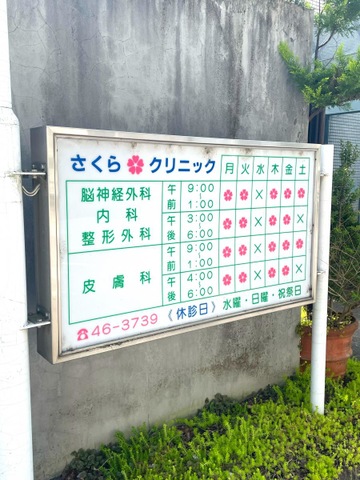 さくら クリニック 月 火 水 木 金 土
脳神経外科 午前 9:00 〜 1:00 ×
内科
整形外科 午後 3:00 〜 6:00 × ×
皮膚科 午前 9:00 〜 1:00 ×
午後 4:00 〜 6:00 × ×
☎46-3739 《休診日》 水曜・日曜・祝祭日